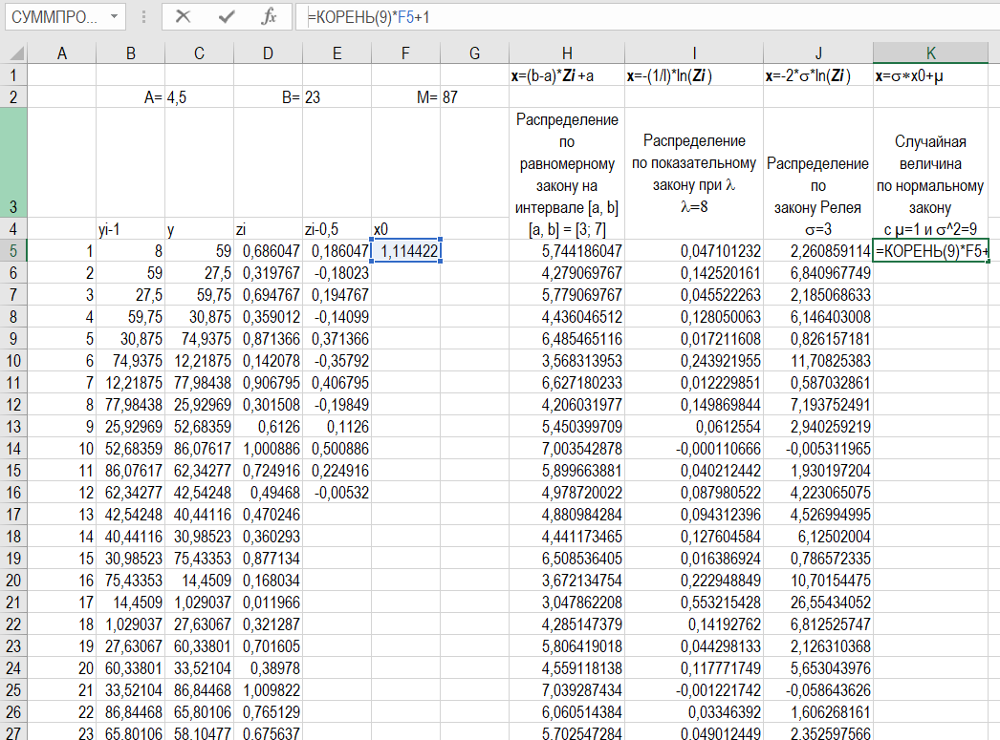 СУММПРО... =КОРЕНЬ(9)*F5+1
A B C D E F G H I J K
1 x=(b-a)*Zi +a x=-(1/l)*ln(Zi ) x=-2*σ*ln(Zi ) x=σ*x0+μ
2 A= 4,5 B= 23 M= 87
Распределение
по
равномерному
закону на
интервале [a, b]
Распределение
по показательному
закону при λ
λ=8
Распределение
по
закону Релея
Случайная
величина
по нормальному
закону
3
4 yi-1 y zi zi-0,5 x0 [a, b] = [3; 7] σ=3 с μ=1 и σ^2=9
5 1 8 59 0,686047 0,186047 1,114422 5,744186047 0,047101232 2,260859114 =КОРЕНЬ(9)*F5+
6 2 59 27,5 0,319767 -0,18023 4,279069767 0,142520161 6,840967749
7 3 27,5 59,75 0,694767 0,194767 5,779069767 0,045522263 2,185068633
8 4 59,75 30,875 0,359012 -0,14099 4,436046512 0,128050063 6,146403008
9 5 30,875 74,9375 0,871366 0,371366 6,485465116 0,017211608 0,826157181
10 6 74,9375 12,21875 0,142078 -0,35792 3,568313953 0,243921955 11,70825383
11 7 12,21875 77,98438 0,906795 0,406795 6,627180233 0,012229851 0,587032861
12 8 77,98438 25,92969 0,301508 -0,19849 4,206031977 0,149869844 7,193752491
13 9 25,92969 52,68359 0,6126 0,1126 5,450399709 0,0612554 2,940259219
14 10 52,68359 86,07617 1,000886 0,500886 7,003542878 -0,000110666 -0,005311965
15 11 86,07617 62,34277 0,724916 0,224916 5,899663881 0,040212442 1,930197204
16 12 62,34277 42,54248 0,49468 -0,00532 4,978720022 0,087980522 4,223065075
17 13 42,54248 40,44116 0,470246 4,880984284 0,094312396 4,526994995
18 14 40,44116 30,98523 0,360293 4,441173465 0,127604584 6,12502004
19 15 30,98523 75,43353 0,877134 6,508536405 0,016386924 0,786572335
20 16 75,43353 14,4509 0,168034 3,672134754 0,222948849 10,70154475
21 17 14,4509 1,029037 0,011966 3,047862208 0,553215428 26,55434052
22 18 1,029037 27,63067 0,321287 4,285147379 0,14192762 6,812525747
23 19 27,63067 60,33801 0,701605 5,806419018 0,044298133 2,126310368
24 20 60,33801 33,52104 0,38978 4,559118138 0,117771749 5,653043976
25 21 33,52104 86,84468 1,009822 7,039287434 -0,001221742 -0,058643626
26 22 86,84468 65,80106 0,765129 6,060514384 0,03346392 1,606268161
27 23 65,80106 58,10477 0,675637 5,702547284 0,049012449 2,352597566